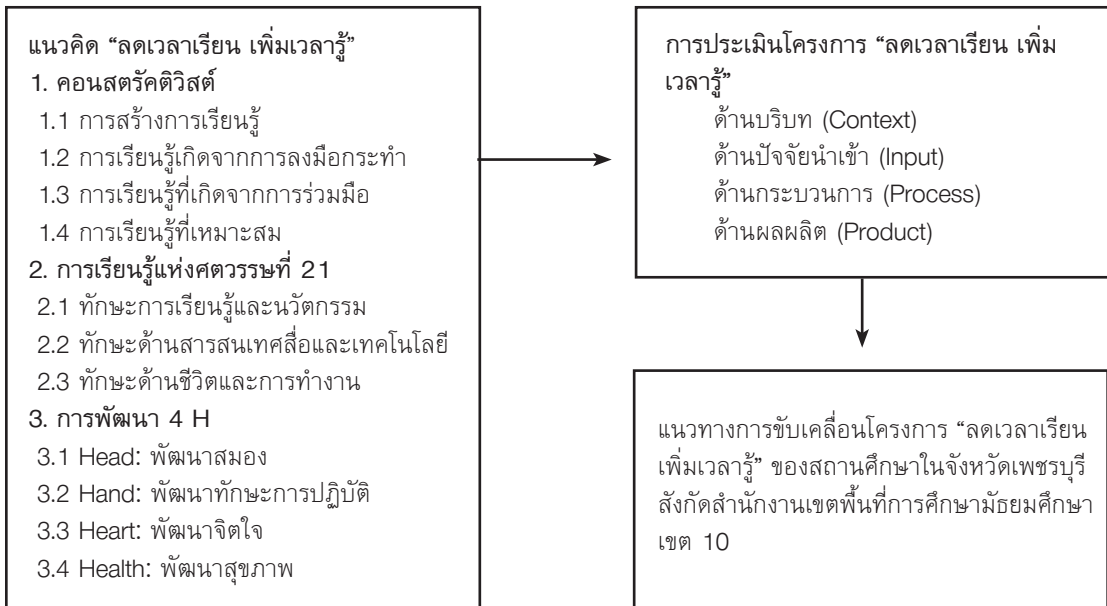 แนวคิด “ลดเวลาเรียน เพิ่มเวลารู้”
1. คอนสตรัคติวิสต์
1.1 การสร้างการเรียนรู้
1.2 การเรียนรู้เกิดจากการลงมือกระทำ
1.3 การเรียนรู้ที่เกิดจากการร่วมมือ
1.4 การเรียนรู้ที่เหมาะสม
2. การเรียนรู้แห่งศตวรรษที่ 21
2.1 ทักษะการเรียนรู้และนวัตกรรม
2.2 ทักษะด้านสารสนเทศสื่อและเทคโนโลยี
2.3 ทักษะด้านชีวิตและการทำงาน
3. การพัฒนา 4 H
3.1 Head: พัฒนาสมอง
3.2 Hand: พัฒนาทักษะการปฏิบัติ
3.3 Heart: พัฒนาจิตใจ
3.4 Health: พัฒนาสุขภาพ
การประเมินโครงการ “ลดเวลาเรียน เพิ่ม
เวลารู้”
ด้านบริบท (Context)
ด้านปัจจัยนำเข้า (Input)
ด้านกระบวนการ (Process)
ด้านผลผลิต (Product)
แนวทางการขับเคลื่อนโครงการ “ลดเวลาเรียน
เพิ่มเวลารู้” ของสถานศึกษาในจังหวัดเพชรบุรี
สังกัดสำนักงานเขตพื้นที่การศึกษามัธยมศึกษา
เขต 10